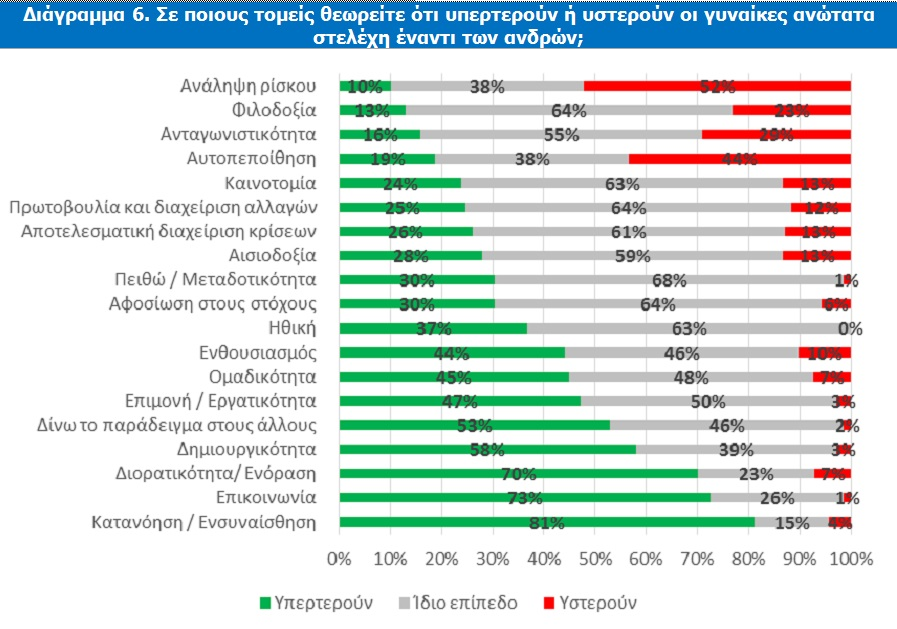 Διάγραμμα 6. Σε ποιους τομείς θεωρείτε ότι υπερτερούν ή υστερούν οι γυναίκες ανώτατα
στελέχη έναντι των ανδρών;
Ανάληψη ρίσκου 10% 38% 52%
Φιλοδοξία 13% 64% 23%
Ανταγωνιστικότητα 16% 55% 29%
Αυτοπεποίθηση 19% 38% 44%
Καινοτομία 24% 63% 13%
Πρωτοβουλία και διαχείριση αλλαγών 25% 64% 12%
Αποτελεσματική διαχείριση κρίσεων 26% 61% 13%
Αισιοδοξία 28% 59% 13%
Πειθώ / Μεταδοτικότητα 30% 68% 1%
Αφοσίωση στους στόχους 30% 64% 6%
Ηθική 37% 63% 0%
Ενθουσιασμός 44% 46% 10%
Ομαδικότητα 45% 48% 7%
Επιμονή / Εργατικότητα 47% 50% 3%
Δίνω το παράδειγμα στους άλλους 53% 46% 2%
Δημιουργικότητα 58% 39% 3%
Διορατικότητα/ Ενόραση 70% 23% 7%
Επικοινωνία 73% 26% 1%
Κατανόηση / Ενσυναίσθηση 81% 15% 4%
0% 10% 20% 30% 40% 50% 60% 70% 80% 90% 100%
Υπερτερούν Ίδιο επίπεδο Υστερούν